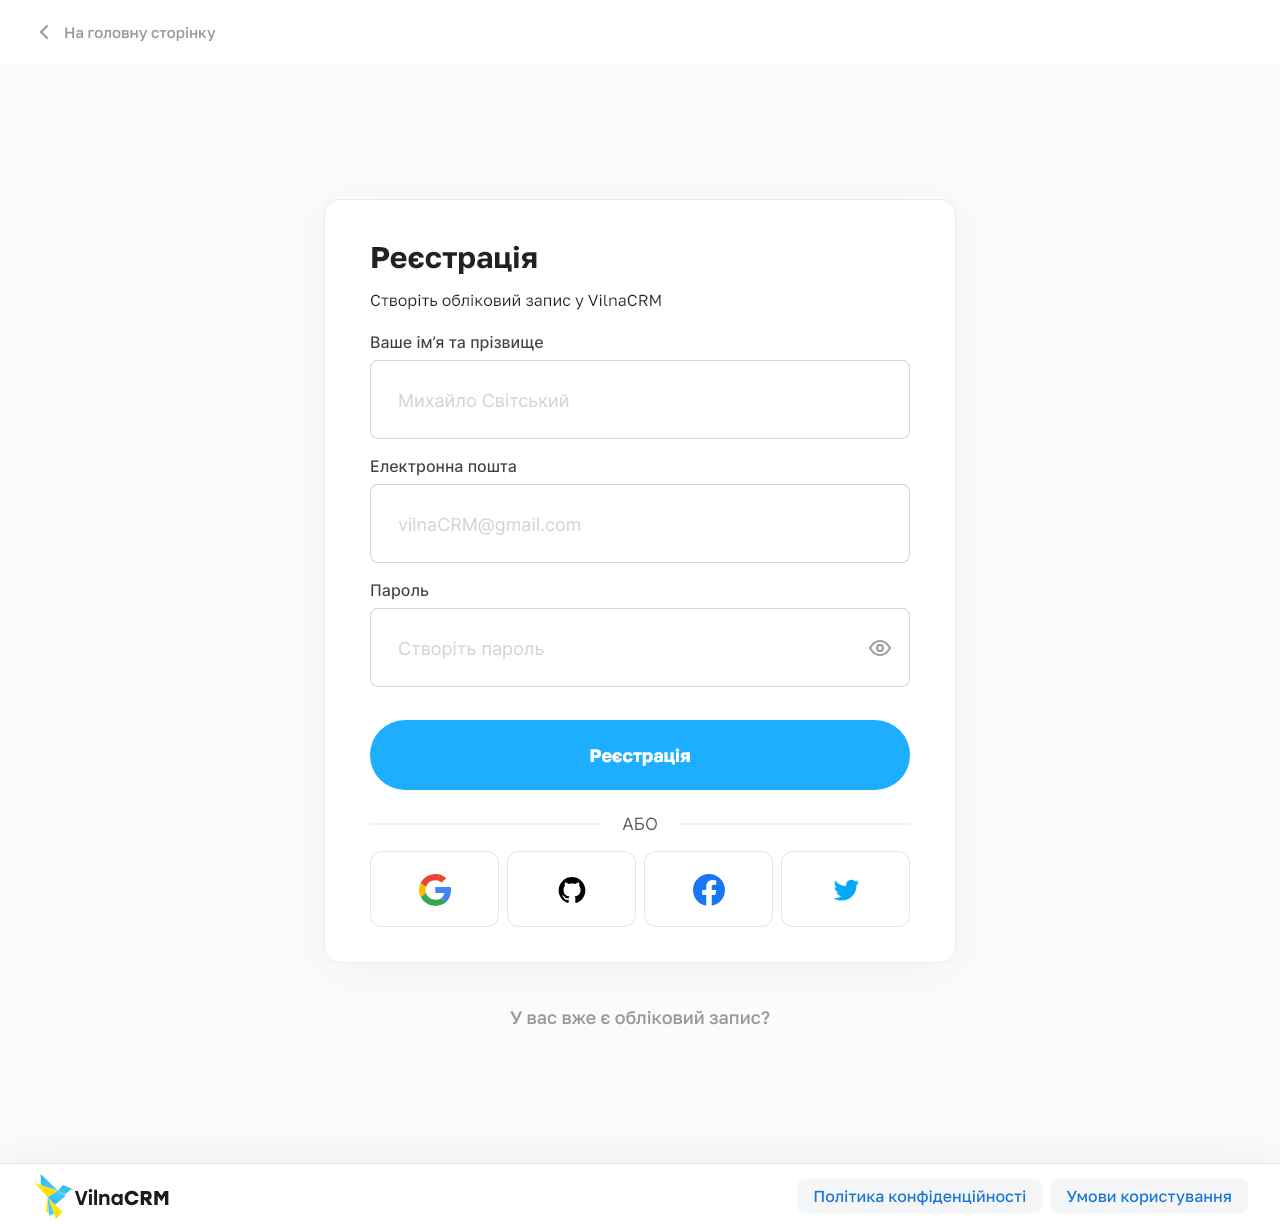 На головну сторінку
Реєстрація
Створіть обліковий запис у VilnaCRM
Ваше ім’я та прізвище
Михайло Світський
Електронна пошта
vilnaCRM@gmail.com
Пароль
Створіть пароль
Реєстрація
АБО
У вас вже є обліковий запис?
VilnaCRM
Політика конфіденційності
Умови користування